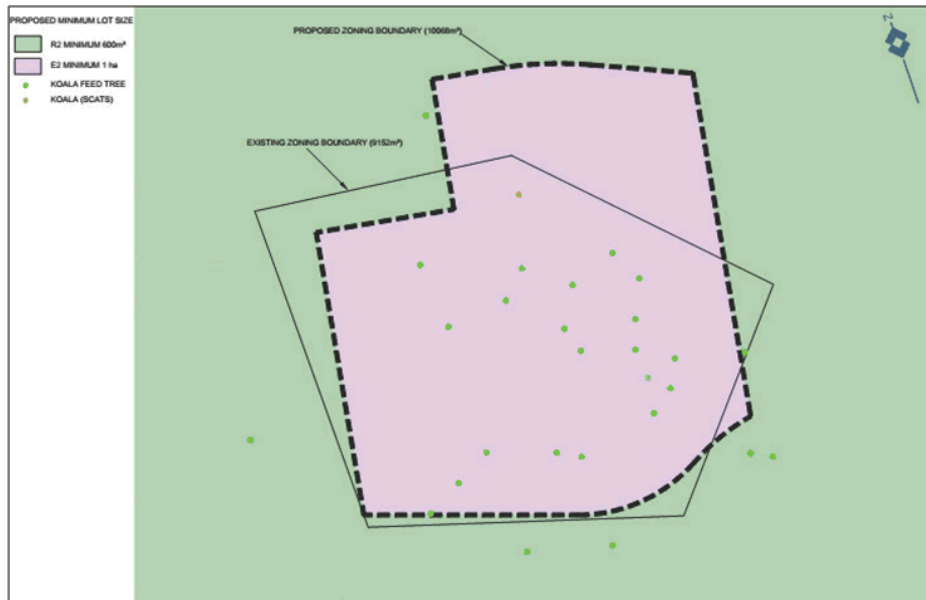 PROPOSED MINIMUM LOT SIZE
R2 MINIMUM 600m²
E2 MINIMUM 1 ha
KOALA FEED TREE
KOALA (SCATS)
PROPOSED ZONING BOUNDARY (10068m²)
EXISTING ZONING BOUNDARY (9152m²)
N